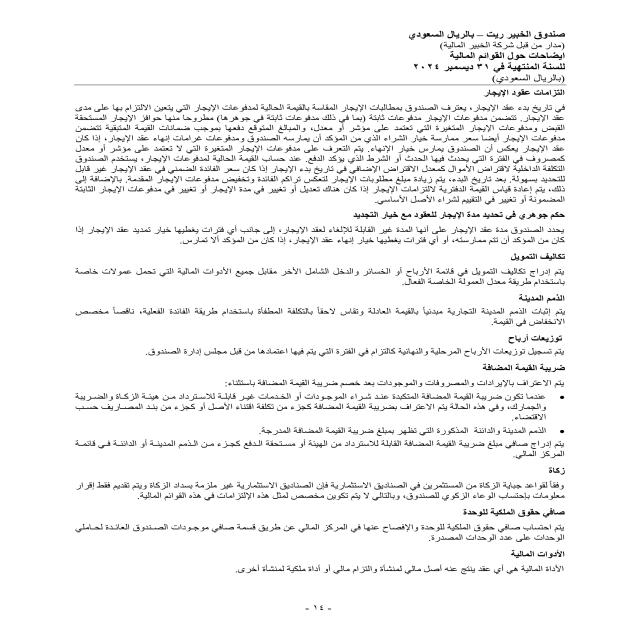 صندوق الخبير ريت – بالريال السعودي
(مدار من قبل شركة الخبير المالية)
إيضاحات حول القوائم المالية
للسنة المنتهية في ٣١ ديسمبر ٢٠٢٤
(بالريال السعودي)
التزامات عقود الإيجار
في تاريخ بدء عقد الإيجار، يعترف الصندوق بمطالبات الإيجار المقاسة بالقيمة الحالية لمدفوعات الإيجار التي يتعين الالتزام بها على مدى
عقد الإيجار. تتضمن مدفوعات الإيجار مدفوعات ثابتة (بما في ذلك مدفوعات ثابتة في جوهرها) مطروحا منها حوافز الإيجار المستحقة
القبض ومدفوعات الإيجار المتغيرة التي تعتمد على مؤشر أو معدل، والمبالغ المتوقع دفعها بموجب ضمانات القيمة المتبقية تتضمن
مدفوعات الإيجار أيضا سعر ممارسة خيار الشراء الذي من المؤكد أن يمارسه الصندوق ومدفوعات غرامات إنهاء عقد الإيجار، إذا كان
عقد الإيجار يعكس أن الصندوق يمارس خيار الإنهاء. يتم التعرف على مدفوعات الإيجار المتغيرة التي لا تعتمد على مؤشر أو معدل
كمصروف في الفترة التي يحدث فيها الحدث أو الشرط الذي يؤكد الدفع. عند حساب القيمة الحالية لمدفوعات الإيجار، يستخدم الصندوق
التكلفة الداخلية لاقتراض الأموال كمعدل الاقتراض الإضافي في تاريخ بدء الإيجار إذا كان سعر الفائدة الضمني في عقد الإيجار غير قابل
للتحديد بسهولة. بعد تاريخ البدء، يتم زيادة مبلغ مطلوبات الإيجار لتعكس تراكم الفائدة وتخفيض مدفوعات الإيجار المقدمة. بالإضافة إلى
ذلك، يتم إعادة قياس القيمة الدفترية لالتزامات الإيجار إذا كان هناك تعديل أو تغيير في مدة الإيجار أو تغيير في مدفوعات الإيجار الثابتة
المضمونة أو تغيير في التقييم لشراء الأصل الأساسي.
حكم جوهري في تحديد مدة الإيجار للعقود مع خيار التجديد
يحدد الصندوق مدة عقد الإيجار على أنها المدة غير القابلة للإلغاء لعقد الإيجار، إلى جانب أي فترات يغطيها خيار تمديد عقد الإيجار إذا
كان من المؤكد أن تتم ممارسته، أو أي فترات يغطيها خيار إنهاء عقد الإيجار، إذا كان من المؤكد ألا تمارس.
تكاليف التمويل
يتم إدراج تكاليف التمويل في قائمة الأرباح أو الخسائر والدخل الشامل الآخر مقابل جميع الأدوات المالية التي تحمل عمولات خاصة
باستخدام طريقة معدل العمولة الخاصة الفعال.
الذمم المدينة
يتم إثبات الذمم المدينة التجارية مبدئياً بالقيمة العادلة وتقاس لاحقاً بالتكلفة المطفأة باستخدام طريقة الفائدة الفعلية، ناقصاً مخصص
الانخفاض في القيمة.
توزيعات أرباح
يتم تسجيل توزيعات الأرباح المرحلية والنهائية كالتزام في الفترة التي يتم فيها اعتمادها من قبل مجلس إدارة الصندوق.
ضريبة القيمة المضافة
يتم الاعتراف بالإيرادات والمصروفات والموجودات بعد خصم ضريبة القيمة المضافة باستثناء:
• عندما تكون ضريبة القيمة المضافة المتكبدة عند شراء الموجودات أو الخدمات غير قابلة للاسترداد من هيئة الزكاة والضريبة
والجمارك، وفي هذه الحالة يتم الاعتراف بضريبة القيمة المضافة كجزء من تكلفة اقتناء الأصل أو كجزء من بند المصاريف حسب
الاقتضاء.
• الذمم المدينة والدائنة المذكورة التي تظهر بمبلغ ضريبة القيمة المضافة المدرجة.
يتم إدراج صافي مبلغ ضريبة القيمة المضافة القابلة للاسترداد من الهيئة أو مستحقة الدفع كجزء من الذمم المدينة أو الدائنة في قائمة
المركز المالي.
زكاة
وفقاً لقواعد جباية الزكاة من المستثمرين في الصناديق الاستثمارية فإن الصناديق الاستثمارية غير ملزمة بسداد الزكاة ويتم تقديم فقط إقرار
معلومات بإحتساب الوعاء الزكوي للصندوق، وبالتالي لا يتم تكوين مخصص لمثل هذه الإلتزامات في هذه القوائم المالية.
صافي حقوق الملكية للوحدة
يتم احتساب صافي حقوق الملكية للوحدة والإفصاح عنها في المركز المالي عن طريق قسمة صافي موجودات الصندوق العائدة لحاملي
الوحدات على عدد الوحدات المصدرة.
الأدوات المالية
الأداة المالية هي أي عقد ينتج عنه أصل مالي لمنشأة والتزام مالي أو أداة ملكية لمنشأة أخرى.
- ١٤ -